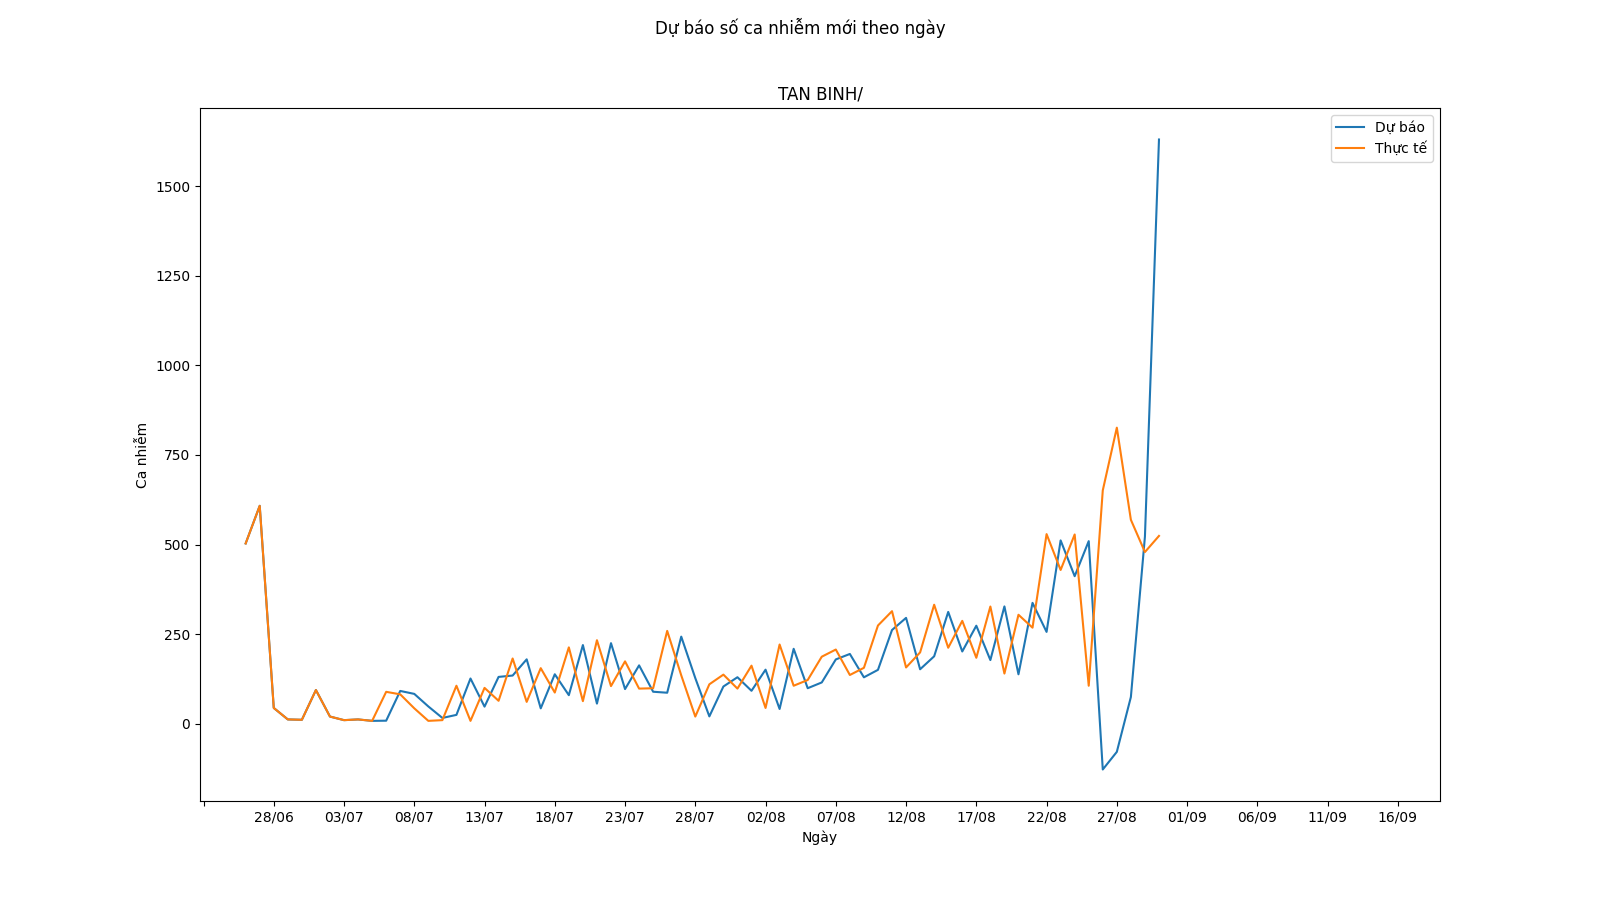 Dự báo số ca nhiễm mới theo ngày
TAN BINH/
Dự báo
Thực tế
1500
1250
1000
750
500
250
0
Ca nhiễm
28/06 03/07 08/07 13/07 18/07 23/07 28/07 02/08 07/08 12/08 17/08 22/08 27/08 01/09 06/09 11/09 16/09
Ngày